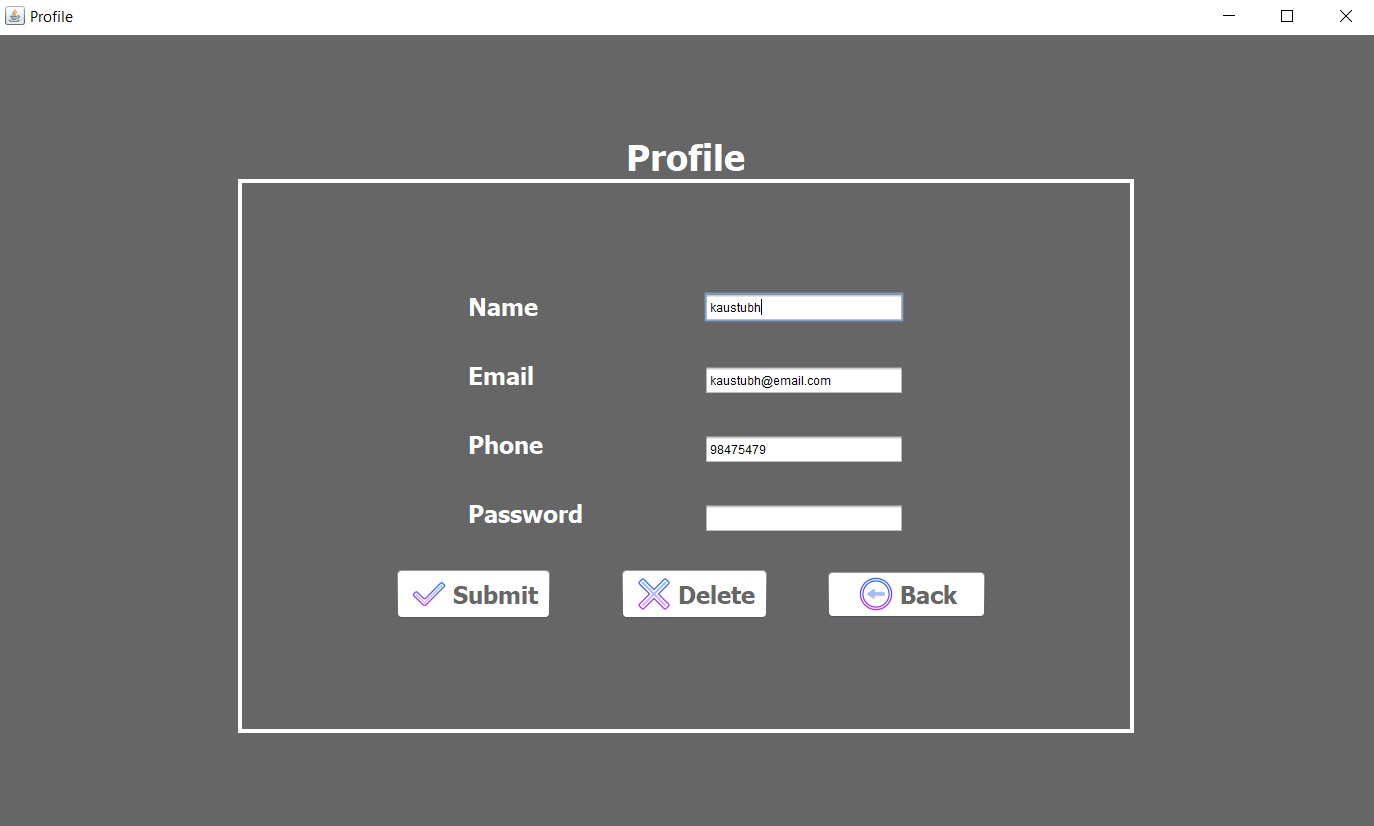 Profile
Profile
Name kaustubh
Email kaustubh@email.com
Phone 98475479
Password
Submit Delete Back